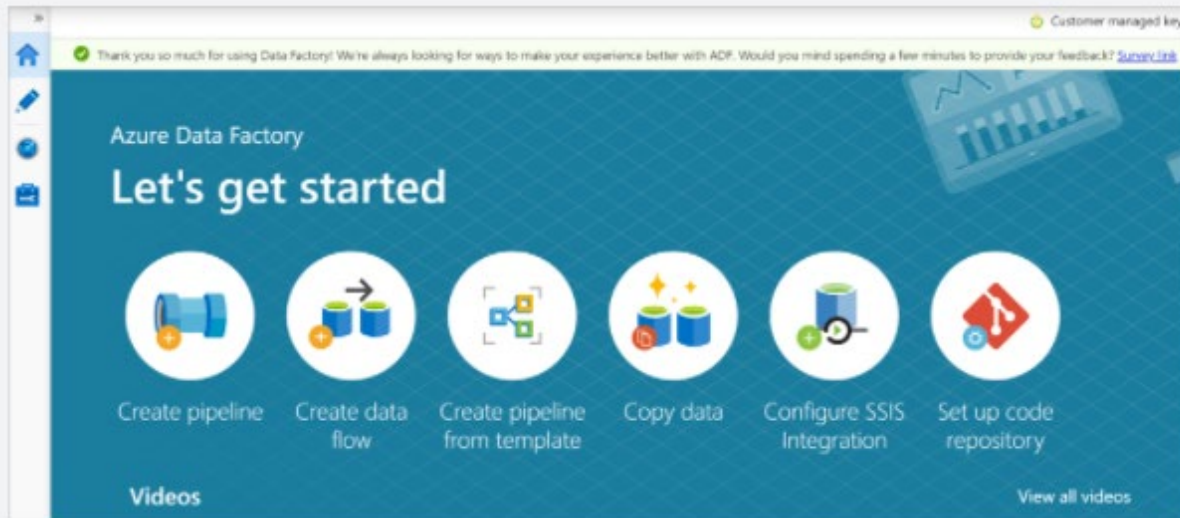 »
Customer managed key
Thank you so much for using Data Factory! We're always looking for ways to make your experience better with ADF. Would you mind spending a few minutes to provide your feedback? Survey link
Azure Data Factory
Let's get started
Create pipeline
Create data
flow
Create pipeline
from template
Copy data
Configure SSIS
Integration
Set up code
repository
Videos
View all videos